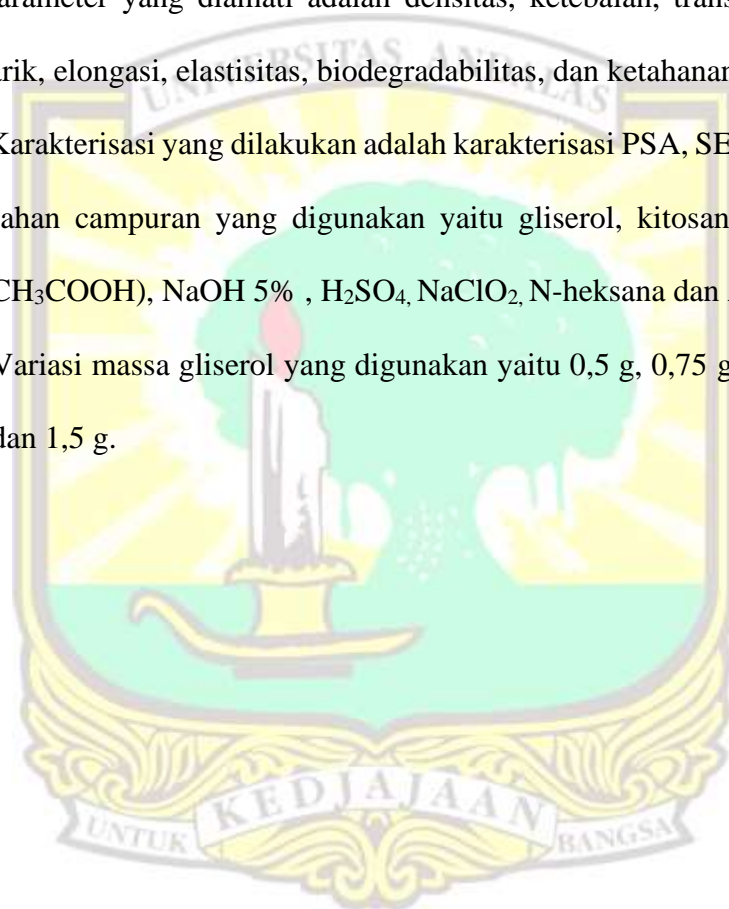 arameter yang diamati adalah densitas, ketebalan, trans
arik, elongasi, elastisitas, biodegradabilitas, dan ketahanan
Karakterisasi yang dilakukan adalah karakterisasi PSA, SE
ahan campuran yang digunakan yaitu gliserol, kitosan
CH₃COOH), NaOH 5% , H₂SO₄, NaClO₂, N-heksana dan
Variasi massa gliserol yang digunakan yaitu 0,5 g, 0,75 g
dan 1,5 g.
UNIVERSITAS ANDALAS
UNTUK KEDJAJAAN BANGSA